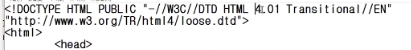 <!DOCTYPE HTML PUBLIC "-//W3C//DTD HTML 4.01 Transitional//EN"
"http://www.w3.org/TR/html4/loose.dtd">
<html>
<head>